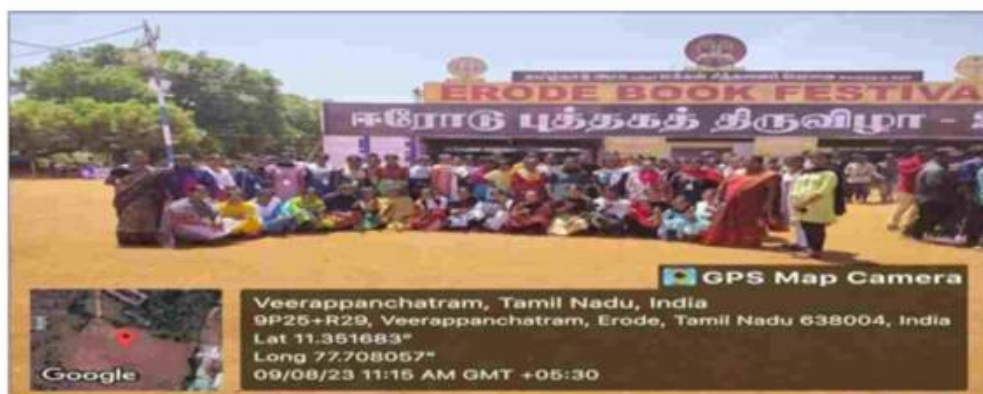 ERODE BOOK FESTIVA
ஈரோடு புத்தகத் திருவிழா -
GPS Map Camera
Veerappanchatram, Tamil Nadu, India
9P25+R29, Veerappanchatram, Erode, Tamil Nadu 638004, India
Lat 11.351683°
Long 77.708057°
09/08/23 11:15 AM GMT +05:30
Google